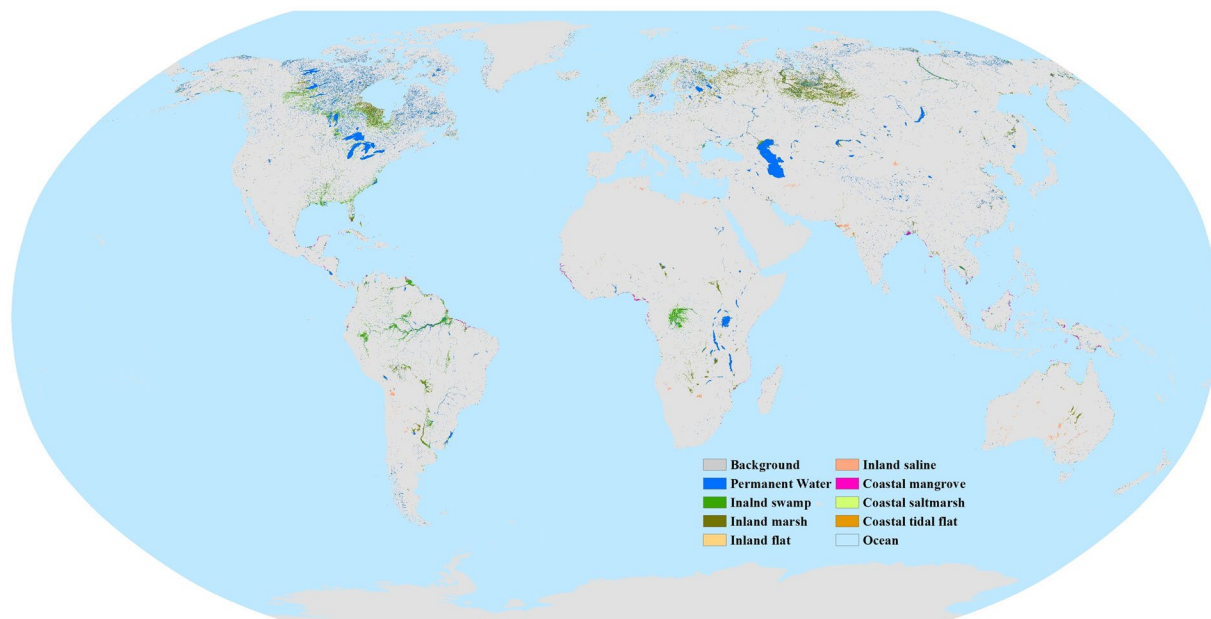 Background
Permanent Water
Inalnd swamp
Inland marsh
Inland flat
Inland saline
Coastal mangrove
Coastal saltmarsh
Coastal tidal flat
Ocean